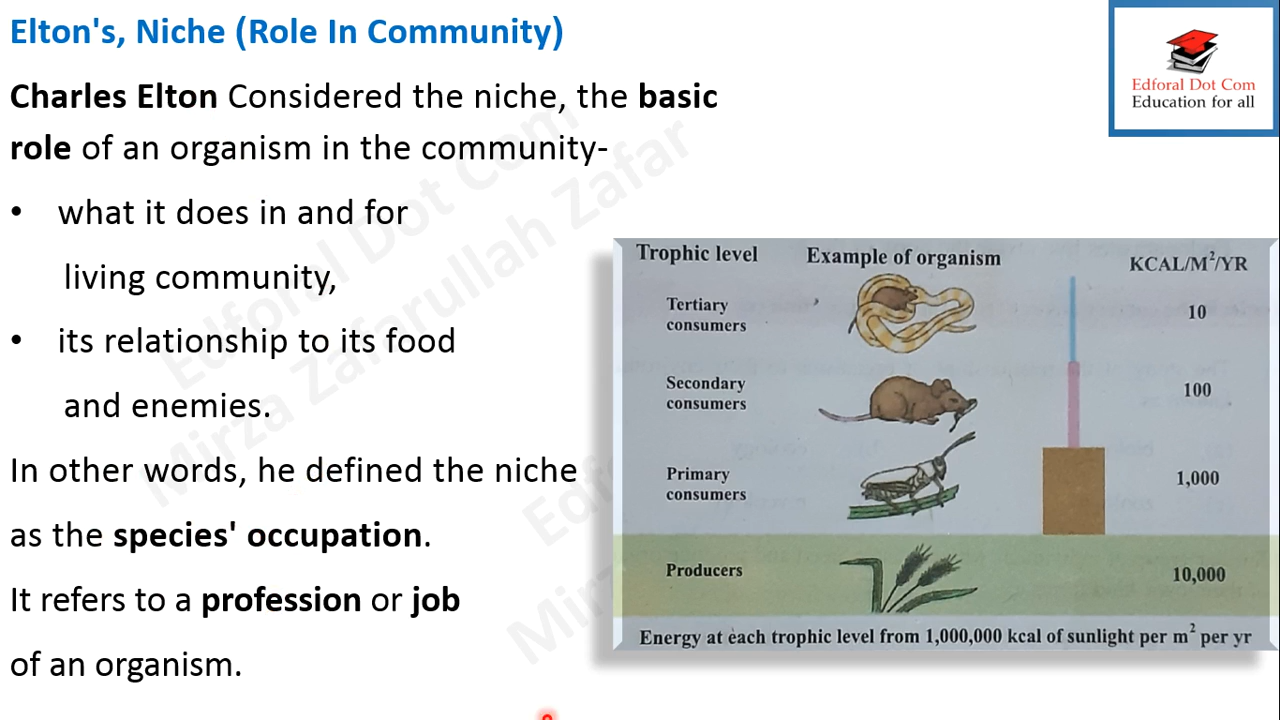 Elton's, Niche (Role In Community)
Edforal Dot Com
Education for all
Charles Elton Considered the niche, the basic
role of an organism in the community-
• what it does in and for
living community,
• its relationship to its food
and enemies.
In other words, he defined the niche
as the species' occupation.
It refers to a profession or job
of an organism.
Trophic level Example of organism KCAL/M²/YR
Tertiary
consumers 10
Secondary
consumers 100
Primary
consumers 1,000
Producers 10,000
Energy at each trophic level from 1,000,000 kcal of sunlight per m² per yr
Edforal Dot Com
Mirza Zafarullah Zafar